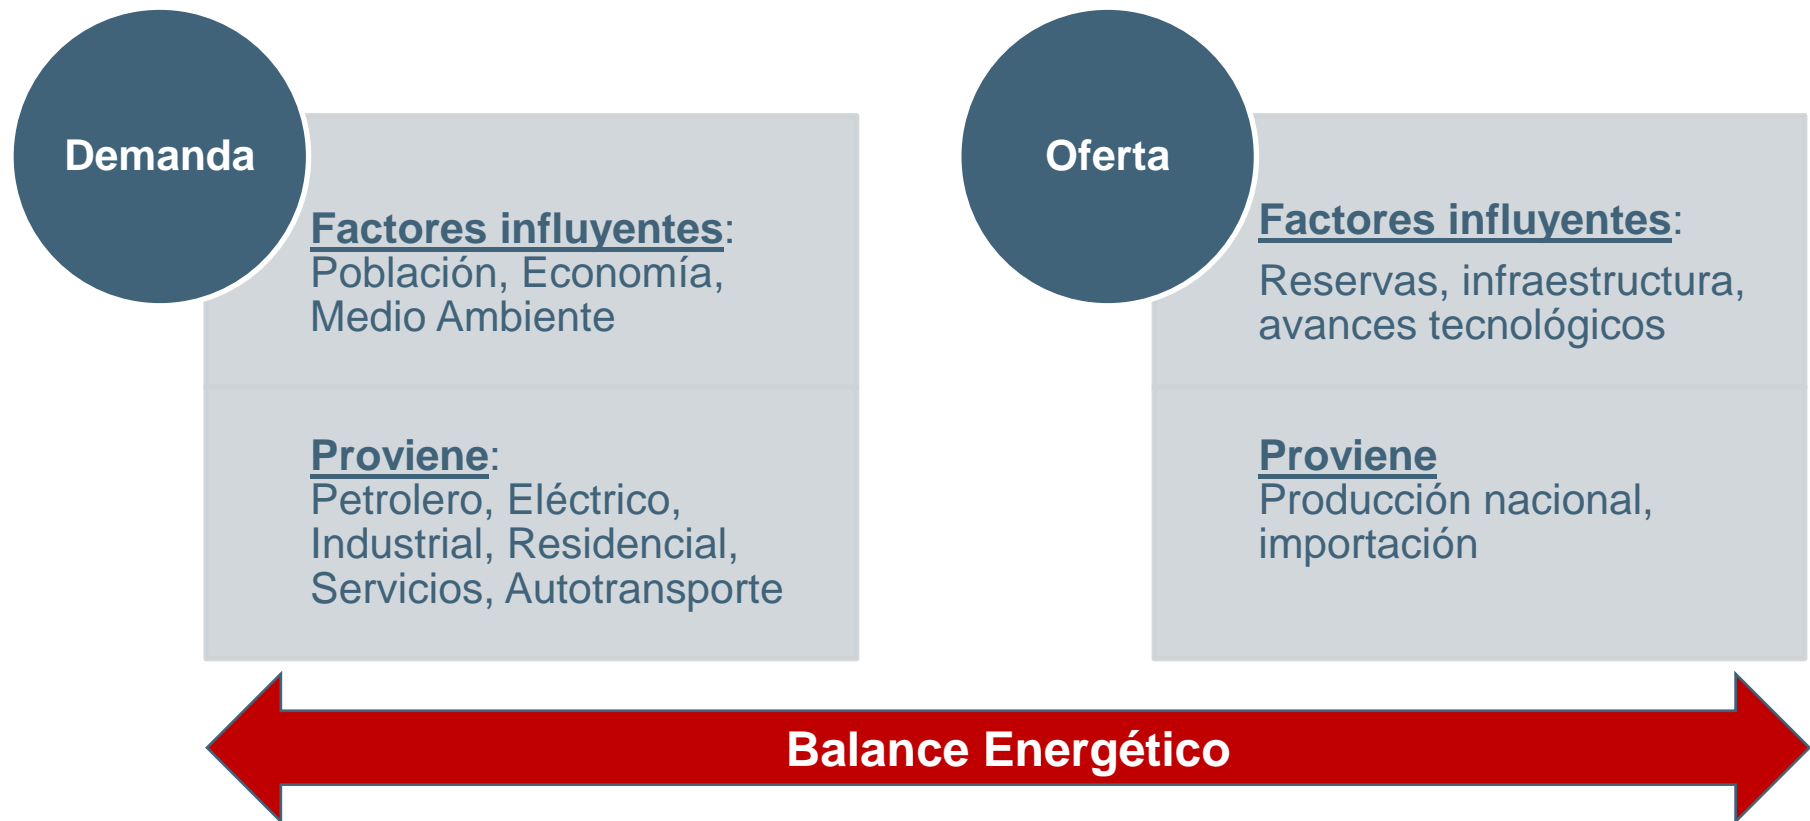 Demanda
Factores influyentes:
Población, Economía,
Medio Ambiente
Proviene:
Petrolero, Eléctrico,
Industrial, Residencial,
Servicios, Autotransporte
Oferta
Factores influyentes:
Reservas, infraestructura,
avances tecnológicos
Proviene
Producción nacional,
importación
Balance Energético